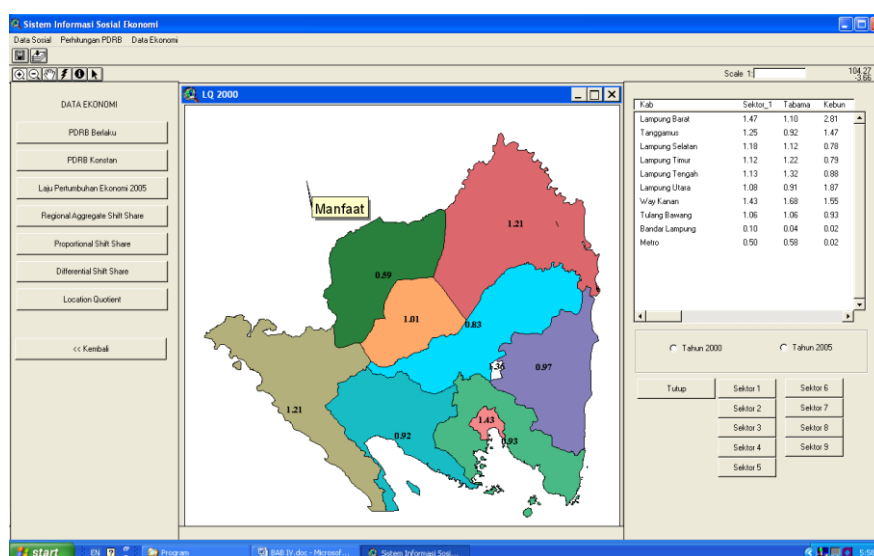 Sistem Informasi Sosial Ekonomi
Data Sosial Perhitungan PDRB Data Ekonomi
Scale 1:
104.27
-3.66
DATA EKONOMI
PDRB Berlaku
PDRB Konstan
Laju Pertumbuhan Ekonomi 2005
Regional Aggregate Shift Share
Proportional Shift Share
Differential Shift Share
Location Quotient
<< Kembali
LQ 2000
Manfaat
1.21
0.59
1.01
0.83
0.97
1.21
1.43
0.92
0.93
Kab Sektor_1 Tabama Kebun
Lampung Barat 1.47 1.10 2.81
Tanggamus 1.25 0.92 1.47
Lampung Selatan 1.18 1.12 0.78
Lampung Timur 1.12 1.22 0.79
Lampung Tengah 1.13 1.32 0.88
Lampung Utara 1.08 0.91 1.87
Way Kanan 1.43 1.68 1.55
Tulang Bawang 1.06 1.06 0.93
Bandar Lampung 0.10 0.04 0.02
Metro 0.50 0.58 0.02
Tahun 2000 Tahun 2005
Tutup Sektor 1 Sektor 6
Sektor 2 Sektor 7
Sektor 3 Sektor 8
Sektor 4 Sektor 9
Sektor 5
start EN Program BAB IV.doc - Microsof... Sistem Informasi Sosi...